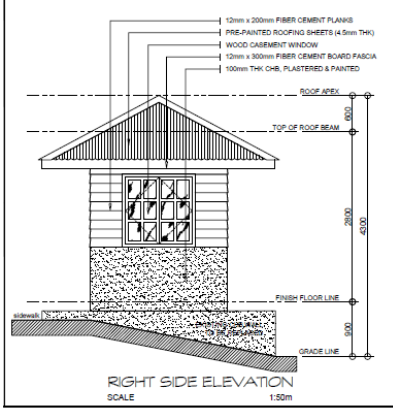 12mm x 200mm FIBER CEMENT PLANKS
PRE-PAINTED ROOFING SHEETS (4.5mm THK)
WOOD CASEMENT WINDOW
12mm x 300mm FIBER CEMENT BOARD FASCIA
100mm THK CHB, PLASTERED & PAINTED
ROOF APEX
600
TOP OF ROOF BEAM
2800
4300
FINISH FLOOR LINE
sidewalk
900
TO BE
GRADE LINE
RIGHT SIDE ELEVATION
SCALE 1:50m